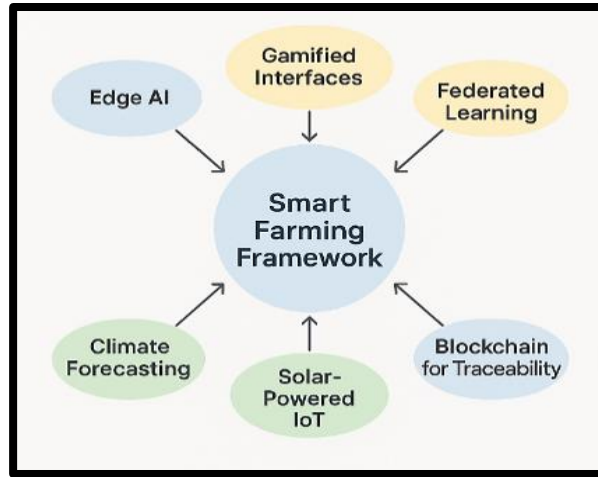 Gamified
Interfaces
Edge AI
Federated
Learning
Smart
Farming
Framework
Climate
Forecasting
Solar-
Powered
IoT
Blockchain
for Traceability